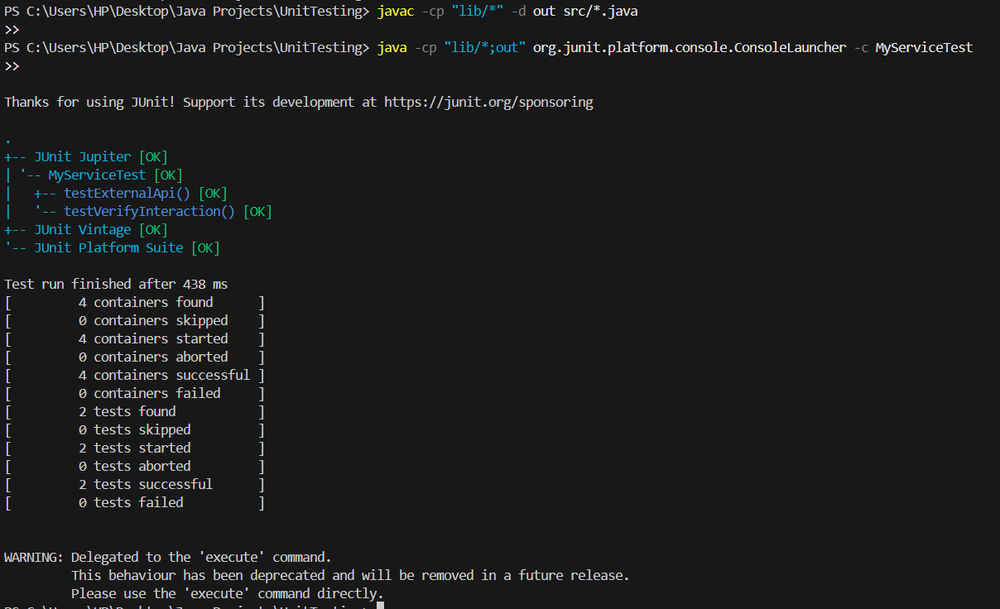 PS C:\Users\HP\Desktop\Java Projects\UnitTesting> javac -cp "lib/*" -d out src/*.java
>>
PS C:\Users\HP\Desktop\Java Projects\UnitTesting> java -cp "lib/*;out" org.junit.platform.console.ConsoleLauncher -c MyServiceTest
>>
Thanks for using JUnit! Support its development at https://junit.org/sponsoring
.
+-- JUnit Jupiter [OK]
| '-- MyServiceTest [OK]
|   +-- testExternalApi() [OK]
|   '-- testVerifyInteraction() [OK]
+-- JUnit Vintage [OK]
'-- JUnit Platform Suite [OK]
Test run finished after 438 ms
[         4 containers found      ]
[         0 containers skipped    ]
[         4 containers started    ]
[         0 containers aborted    ]
[         4 containers successful ]
[         0 containers failed     ]
[         2 tests found           ]
[         0 tests skipped         ]
[         2 tests started         ]
[         0 tests aborted         ]
[         2 tests successful      ]
[         0 tests failed          ]
WARNING: Delegated to the 'execute' command.
         This behaviour has been deprecated and will be removed in a future release.
         Please use the 'execute' command directly.
PS C:\Users\HP\Desktop\Java Projects\UnitTesting>